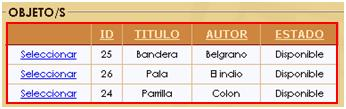 OBJETO/S
ID TITULO AUTOR ESTADO
Seleccionar 25 Bandera Belgrano Disponible
Seleccionar 26 Pala El indio Disponible
Seleccionar 24 Parrilla Colon Disponible